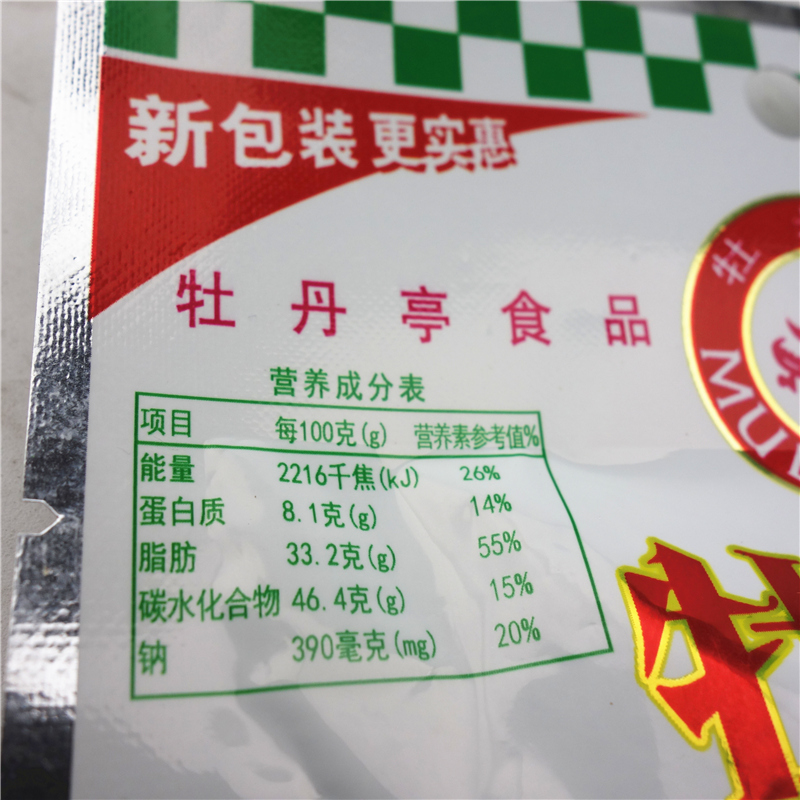 新包装更实惠
牡丹亭食品
牡
MUW
营养成分表
项目 每100克(g) 营养素参考值%
能量 2216千焦(kJ) 26%
蛋白质 8.1克(g) 14%
脂肪 33.2克(g) 55%
碳水化合物 46.4克(g) 15%
钠 390毫克(mg) 20%
牡